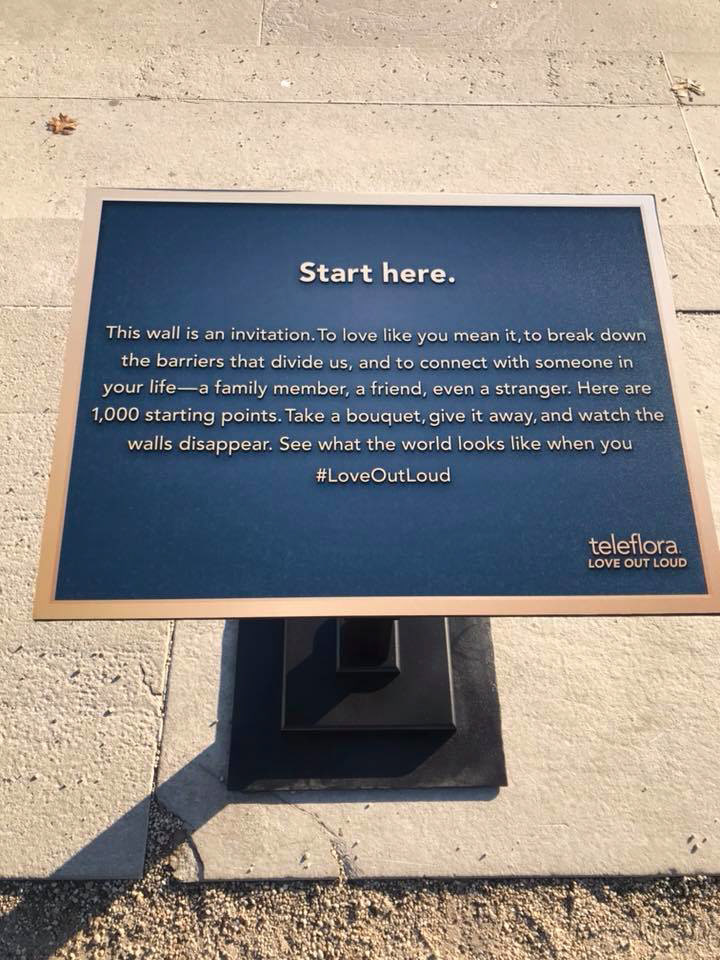 Start here.
This wall is an invitation. To love like you mean it, to break down
the barriers that divide us, and to connect with someone in
your life—a family member, a friend, even a stranger. Here are
1,000 starting points. Take a bouquet, give it away, and watch the
walls disappear. See what the world looks like when you
#LoveOutLoud
teleflora.
LOVE OUT LOUD